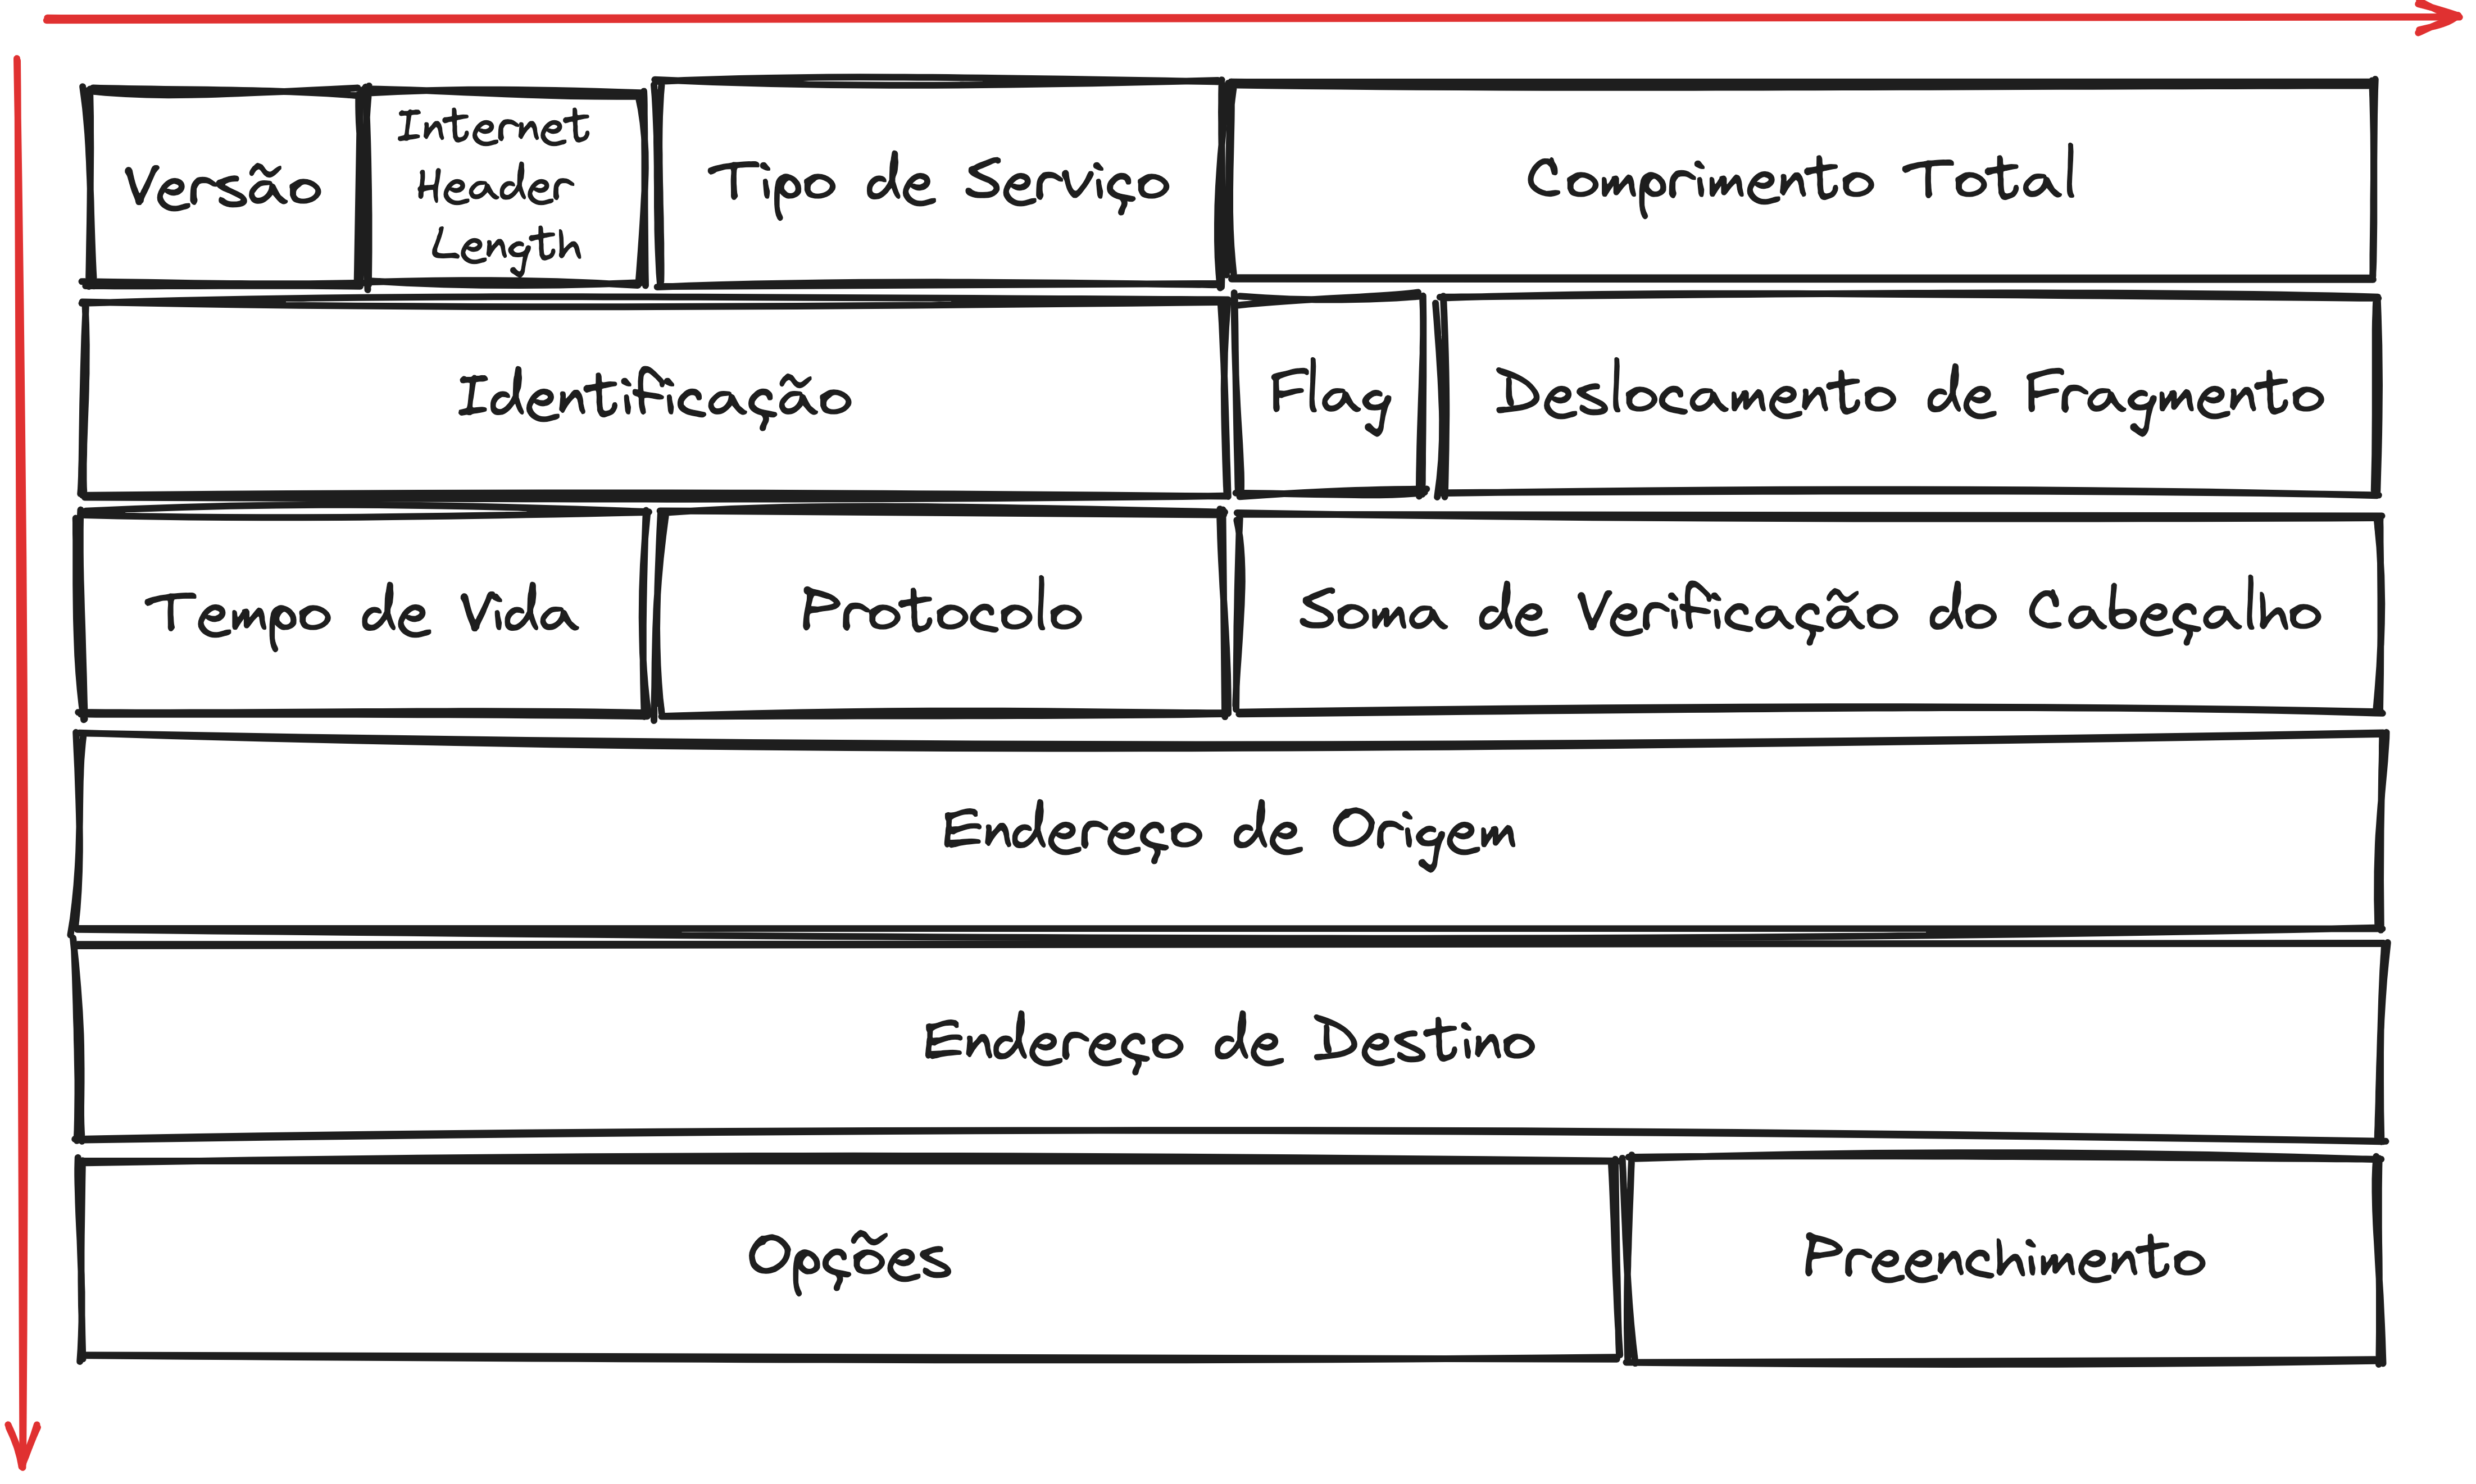 Versão
Internet
Header
Length
Tipo de Serviço
Comprimento Total
Identificação
Flag
Deslocamento de Fragmento
Tempo de Vida
Protocolo
Soma de Verificação do Cabeçalho
Endereço de Origem
Endereço de Destino
Opções
Preenchimento